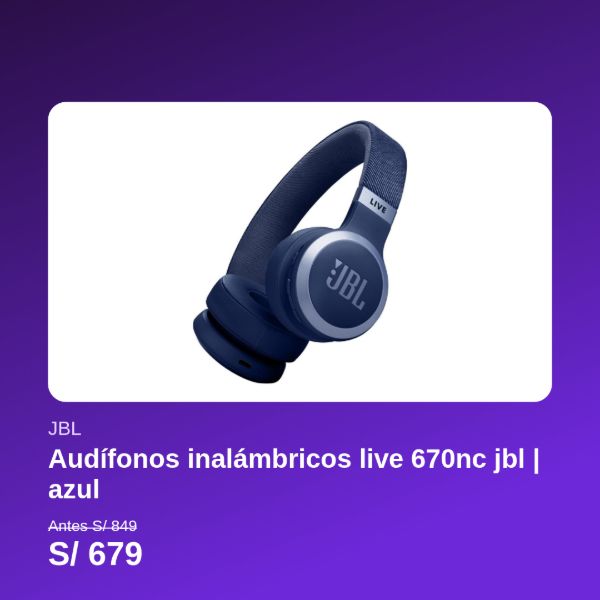 LIVE
JBL
JBL
Audífonos inalámbricos live 670nc jbl |
azul
Antes S/ 849
S/ 679